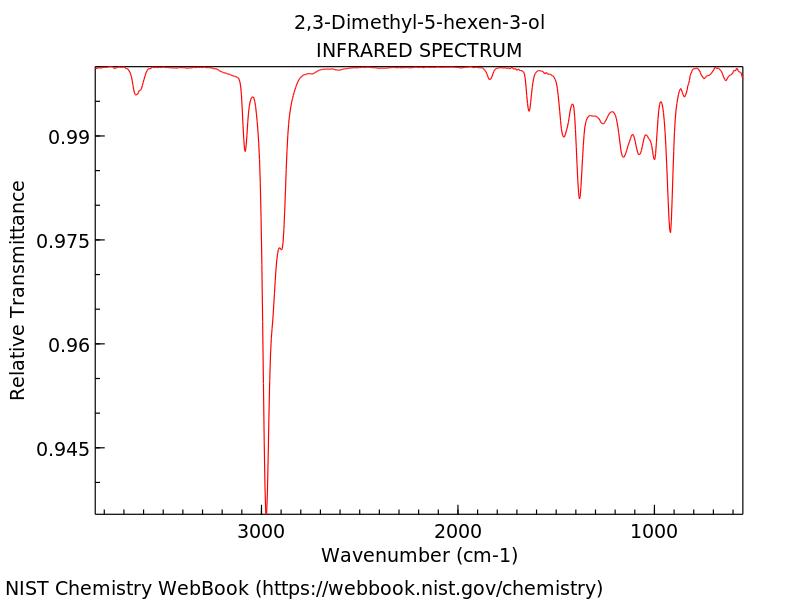 2,3-Dimethyl-5-hexen-3-ol
INFRARED SPECTRUM
Relative Transmittance
0.99
0.975
0.96
0.945
3000 2000 1000
Wavenumber (cm-1)
NIST Chemistry WebBook (https://webbook.nist.gov/chemistry)